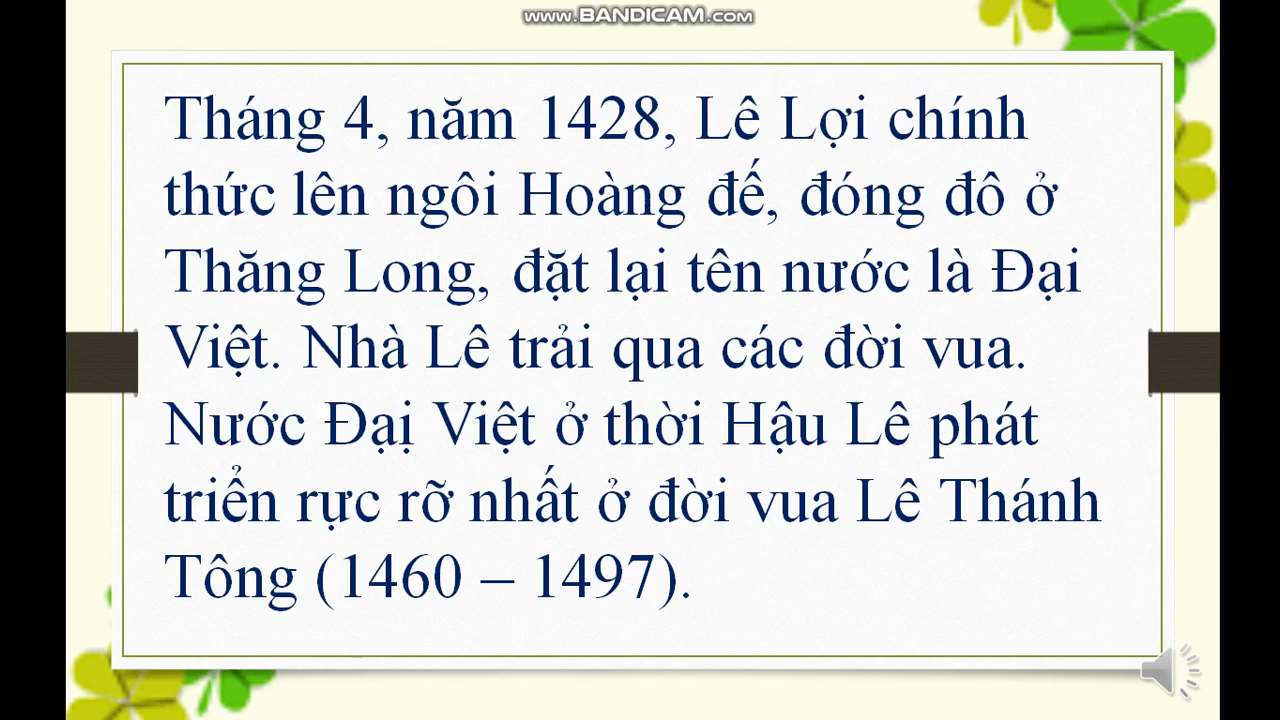 www.BANDICAM.com
Tháng 4, năm 1428, Lê Lợi chính
thức lên ngôi Hoàng đế, đóng đô ở
Thăng Long, đặt lại tên nước là Đại
Việt. Nhà Lê trải qua các đời vua.
Nước Đại Việt ở thời Hậu Lê phát
triển rực rỡ nhất ở đời vua Lê Thánh
Tông (1460 – 1497).